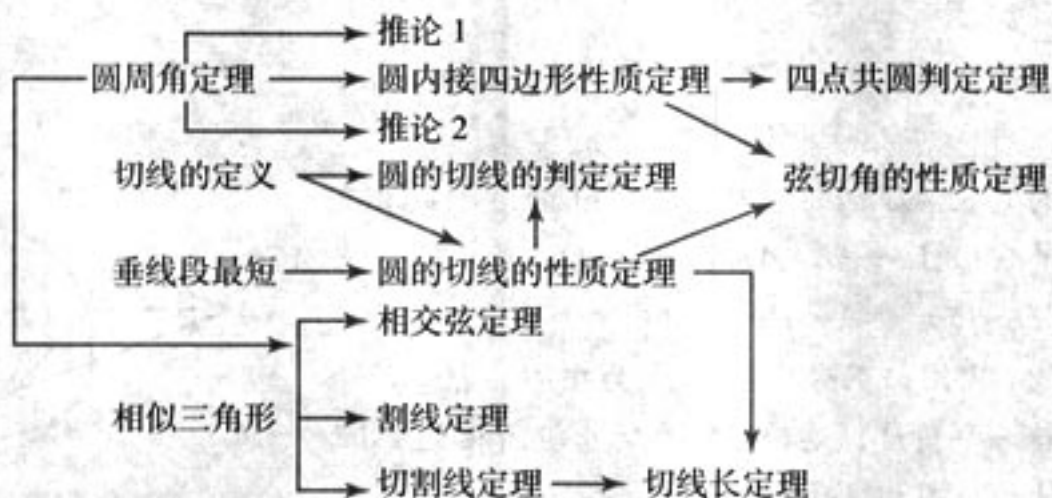 推论 1
圆周角定理 圆内接四边形性质定理 四点共圆判定定理
推论 2
切线的定义 圆的切线的判定定理 弦切角的性质定理
垂线段最短 圆的切线的性质定理
相交弦定理
相似三角形 割线定理
切割线定理 切线长定理